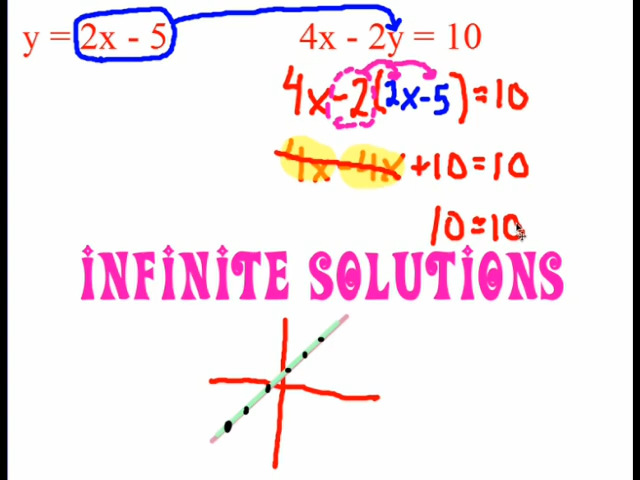 y = 2x - 5 4x - 2y = 10
4x - 2(2x - 5) = 10
4x - 4x + 10 = 10
10 = 10
INFINITE SOLUTIONS